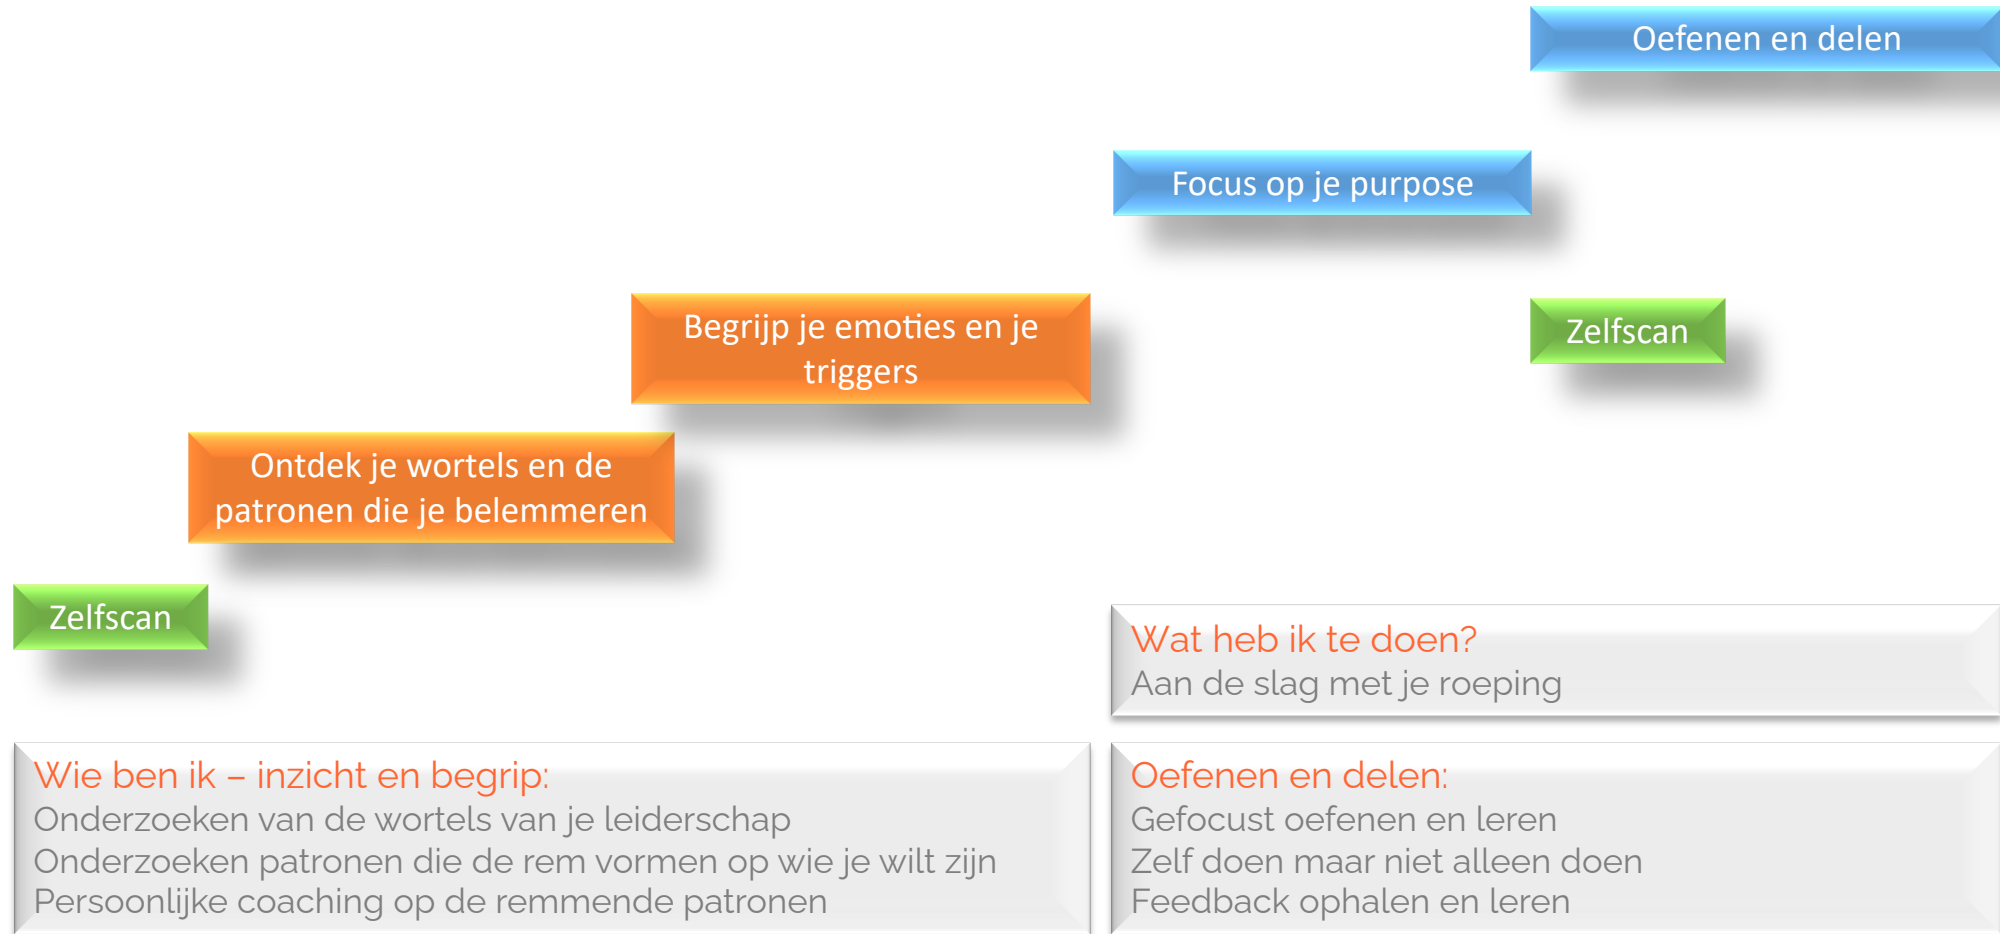 Oefenen en delen
Focus op je purpose
Begrijp je emoties en je
triggers
Zelfscan
Ontdek je wortels en de
patronen die je belemmeren
Zelfscan
Wat heb ik te doen?
Aan de slag met je roeping
Wie ben ik – inzicht en begrip:
Onderzoeken van de wortels van je leiderschap
Onderzoeken patronen die de rem vormen op wie je wilt zijn
Persoonlijke coaching op de remmende patronen
Oefenen en delen:
Gefocust oefenen en leren
Zelf doen maar niet alleen doen
Feedback ophalen en leren